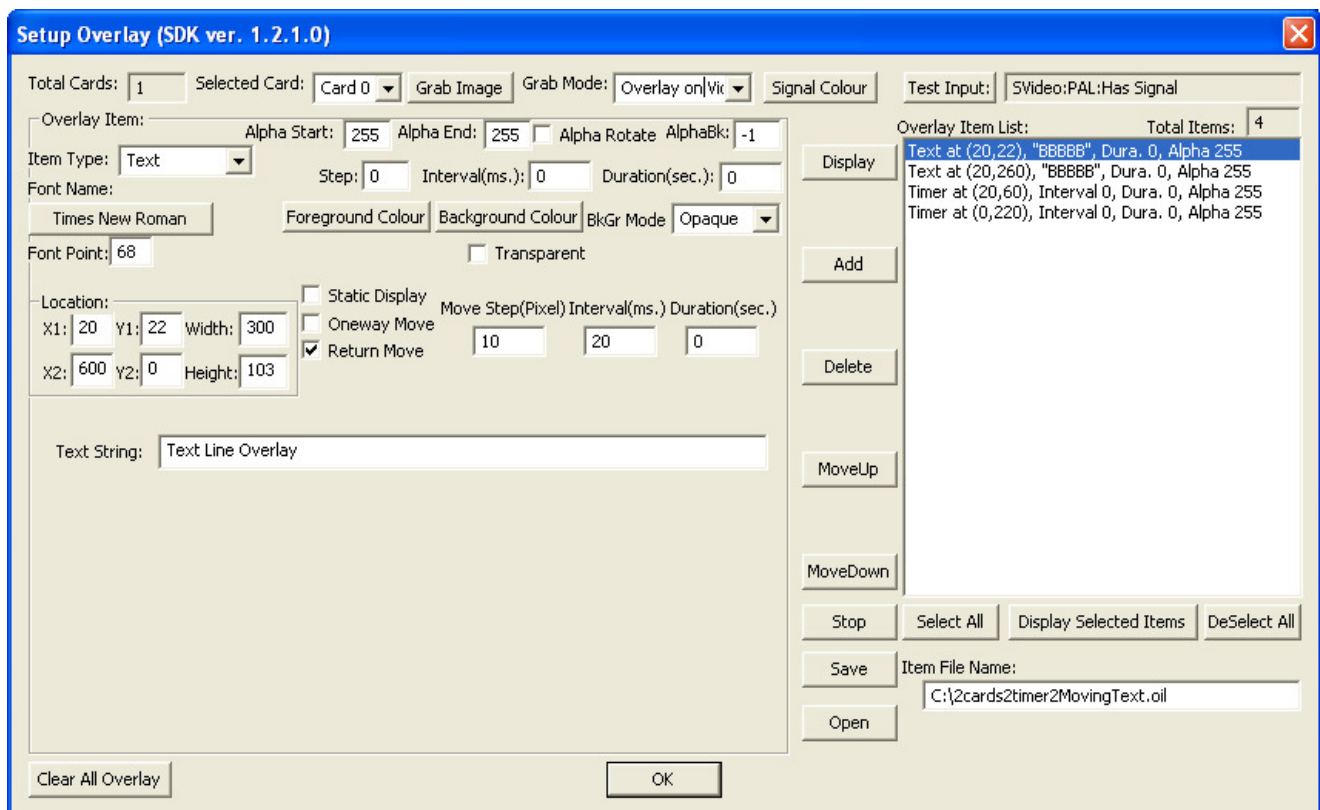 Setup Overlay (SDK ver. 1.2.1.0)
Total Cards: 1 Selected Card: Card 0 Grab Image Grab Mode: Overlay on Vic Signal Colour Test Input: SVideo:PAL:Has Signal
Overlay Item:
Alpha Start: 255 Alpha End: 255 Alpha Rotate AlphaBk: -1
Item Type: Text
Step: 0 Interval(ms.): 0 Duration(sec.): 0
Font Name:
Times New Roman Foreground Colour Background Colour BkGr Mode Opaque
Font Point: 68 Transparent
Location:
X1: 20 Y1: 22 Width: 300
X2: 600 Y2: 0 Height: 103
Static Display
Oneway Move
Return Move
Move Step(Pixel) Interval(ms.) Duration(sec.)
10 20 0
Text String: Text Line Overlay
Display
Add
Delete
MoveUp
MoveDown
Stop
Save
Open
Overlay Item List: Total Items: 4
Text at (20,22), "BBBBB", Dura. 0, Alpha 255
Text at (20,260), "BBBBB", Dura. 0, Alpha 255
Timer at (20,60), Interval 0, Dura. 0, Alpha 255
Timer at (0,220), Interval 0, Dura. 0, Alpha 255
Select All Display Selected Items DeSelect All
Item File Name:
C:\2cards2timer2MovingText.oil
Clear All Overlay OK